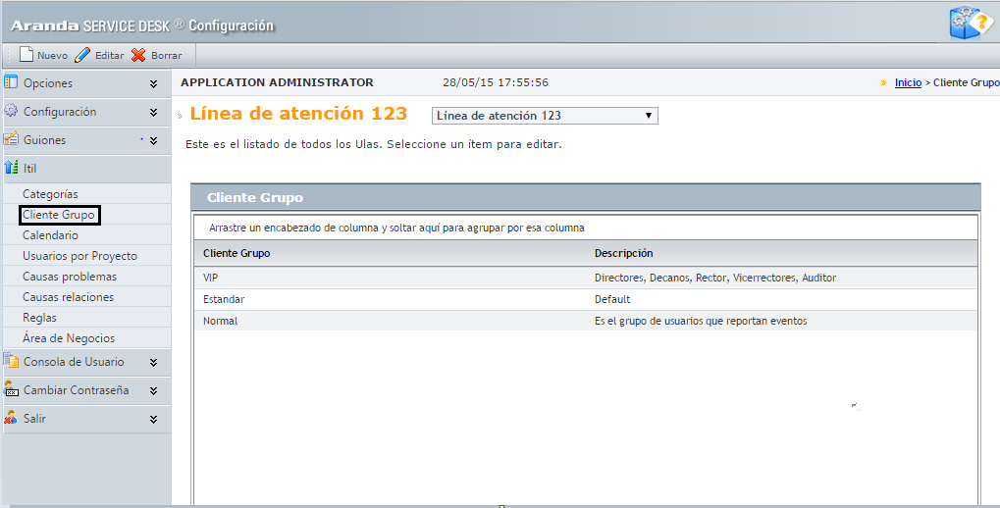 Aranda SERVICE DESK ® Configuración
Nuevo Editar Borrar
Opciones
Configuración
Guiones
Itil
Categorías
Cliente Grupo
Calendario
Usuarios por Proyecto
Causas problemas
Causas relaciones
Reglas
Área de Negocios
Consola de Usuario
Cambiar Contraseña
Salir
APPLICATION ADMINISTRATOR 28/05/15 17:55:56 Inicio > Cliente Grupo
Línea de atención 123 Línea de atención 123
Este es el listado de todos los Ulas. Seleccione un ítem para editar.
Cliente Grupo
Arrastre un encabezado de columna y soltar aquí para agrupar por esa columna
Cliente Grupo Descripción
VIP Directores, Decanos, Rector, Vicerrectores, Auditor
Estandar Default
Normal Es el grupo de usuarios que reportan eventos